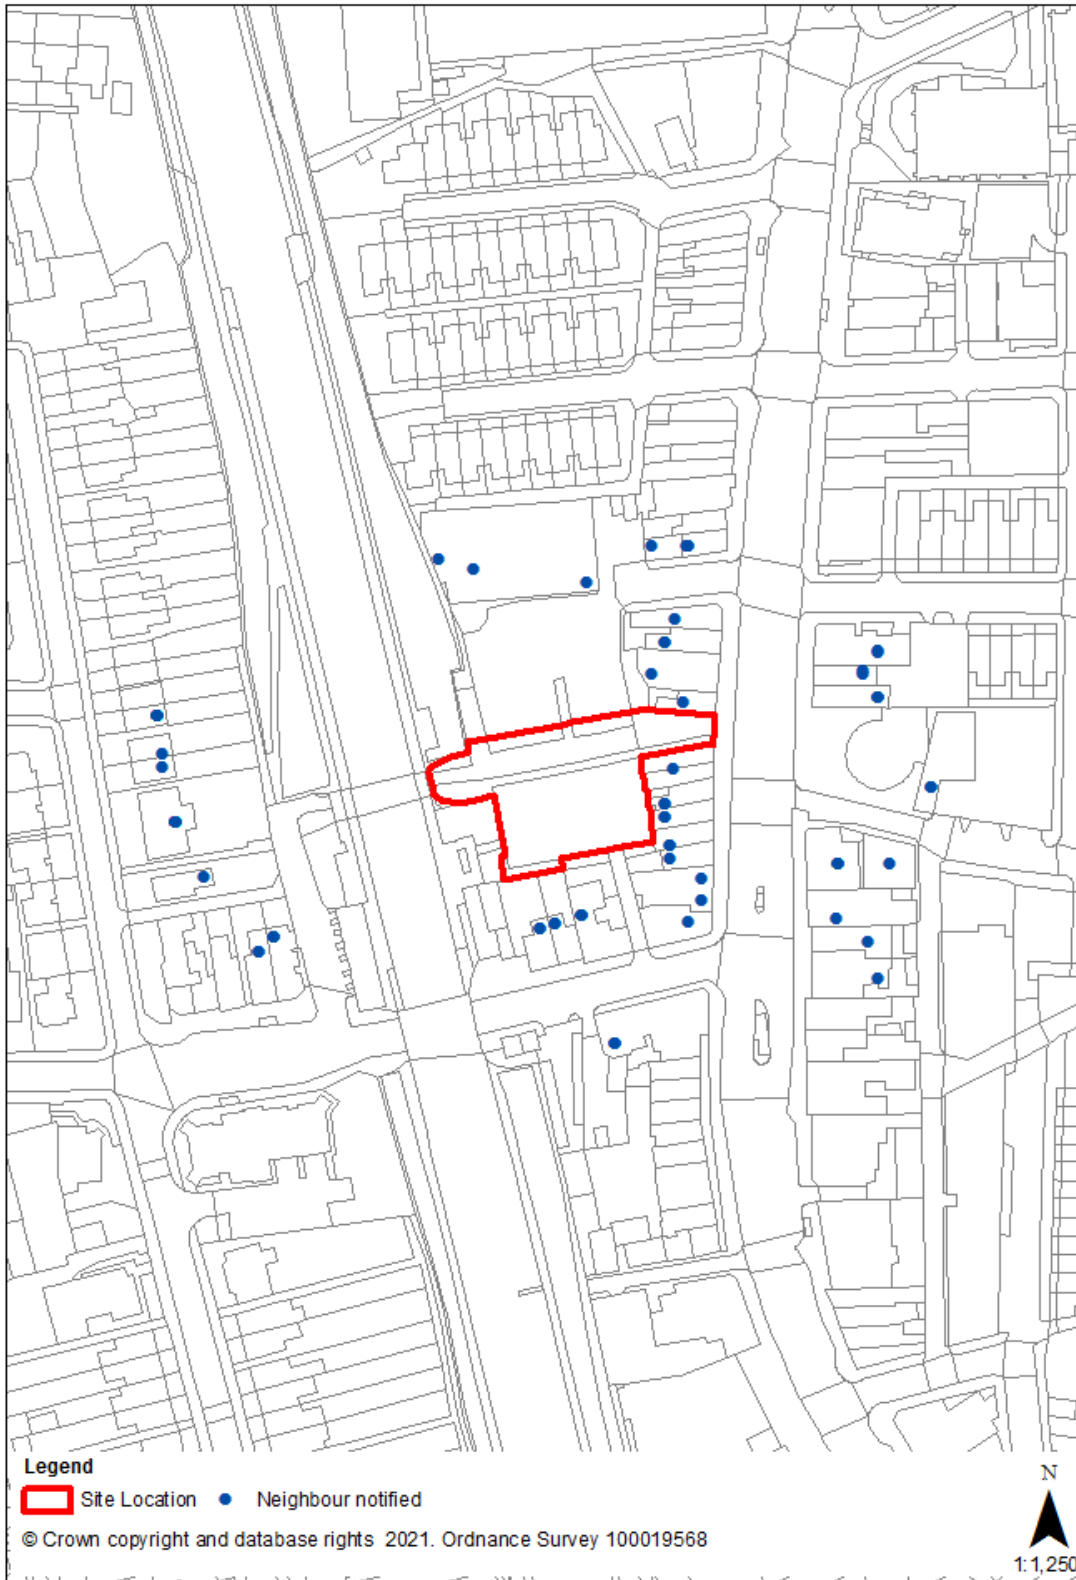 Legend
Site Location Neighbour notified
N
© Crown copyright and database rights 2021. Ordnance Survey 100019568
1:1,250